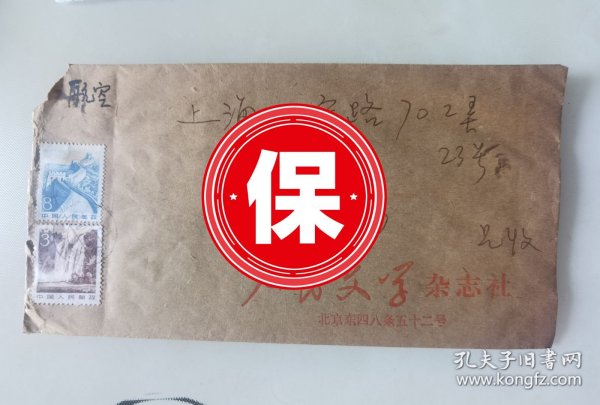 航空
上海
路702弄
23号
8
中国人民邮政
3
中国人民邮政
保
收
文学杂志社
北京东四八条五十二号
孔夫子旧书网
www.kongfz.com